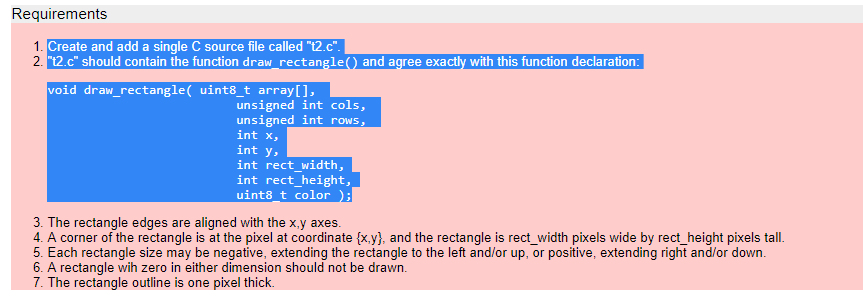 Requirements
1. Create and add a single C source file called "t2.c".
2. "t2.c" should contain the function draw_rectangle() and agree exactly with this function declaration:
void draw_rectangle( uint8_t array[],
unsigned int cols,
unsigned int rows,
int x,
int y,
int rect_width,
int rect_height,
uint8_t color );
3. The rectangle edges are aligned with the x,y axes.
4. A corner of the rectangle is at the pixel at coordinate {x,y}, and the rectangle is rect_width pixels wide by rect_height pixels tall.
5. Each rectangle size may be negative, extending the rectangle to the left and/or up, or positive, extending right and/or down.
6. A rectangle wih zero in either dimension should not be drawn.
7. The rectangle outline is one pixel thick.